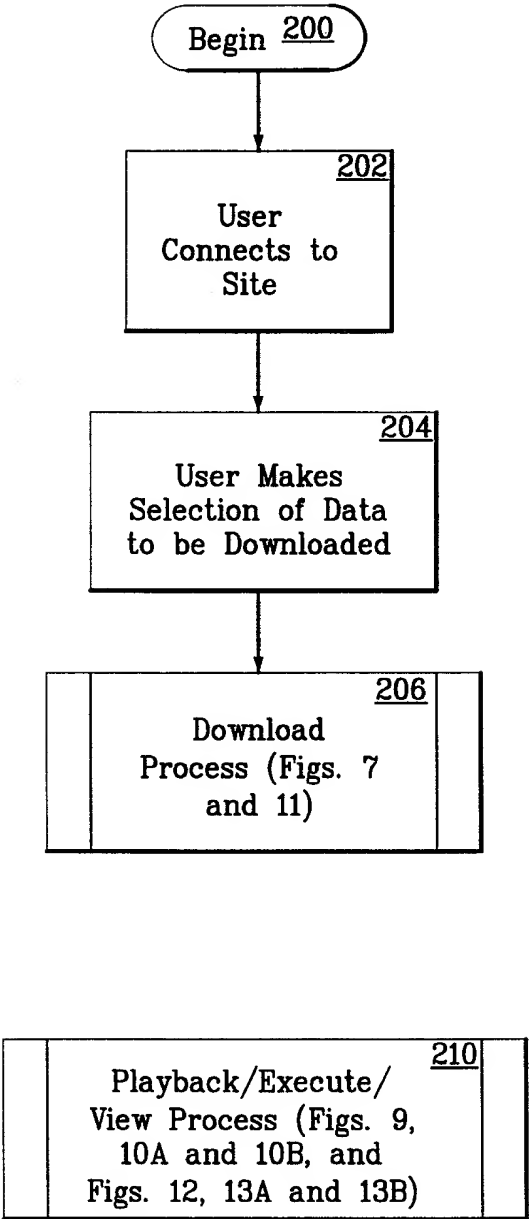 Begin 200
202
User
Connects to
Site
204
User Makes
Selection of Data
to be Downloaded
206
Download
Process (Figs. 7
and 11)
210
Playback/Execute/
View Process (Figs. 9,
10A and 10B, and
Figs. 12, 13A and 13B)